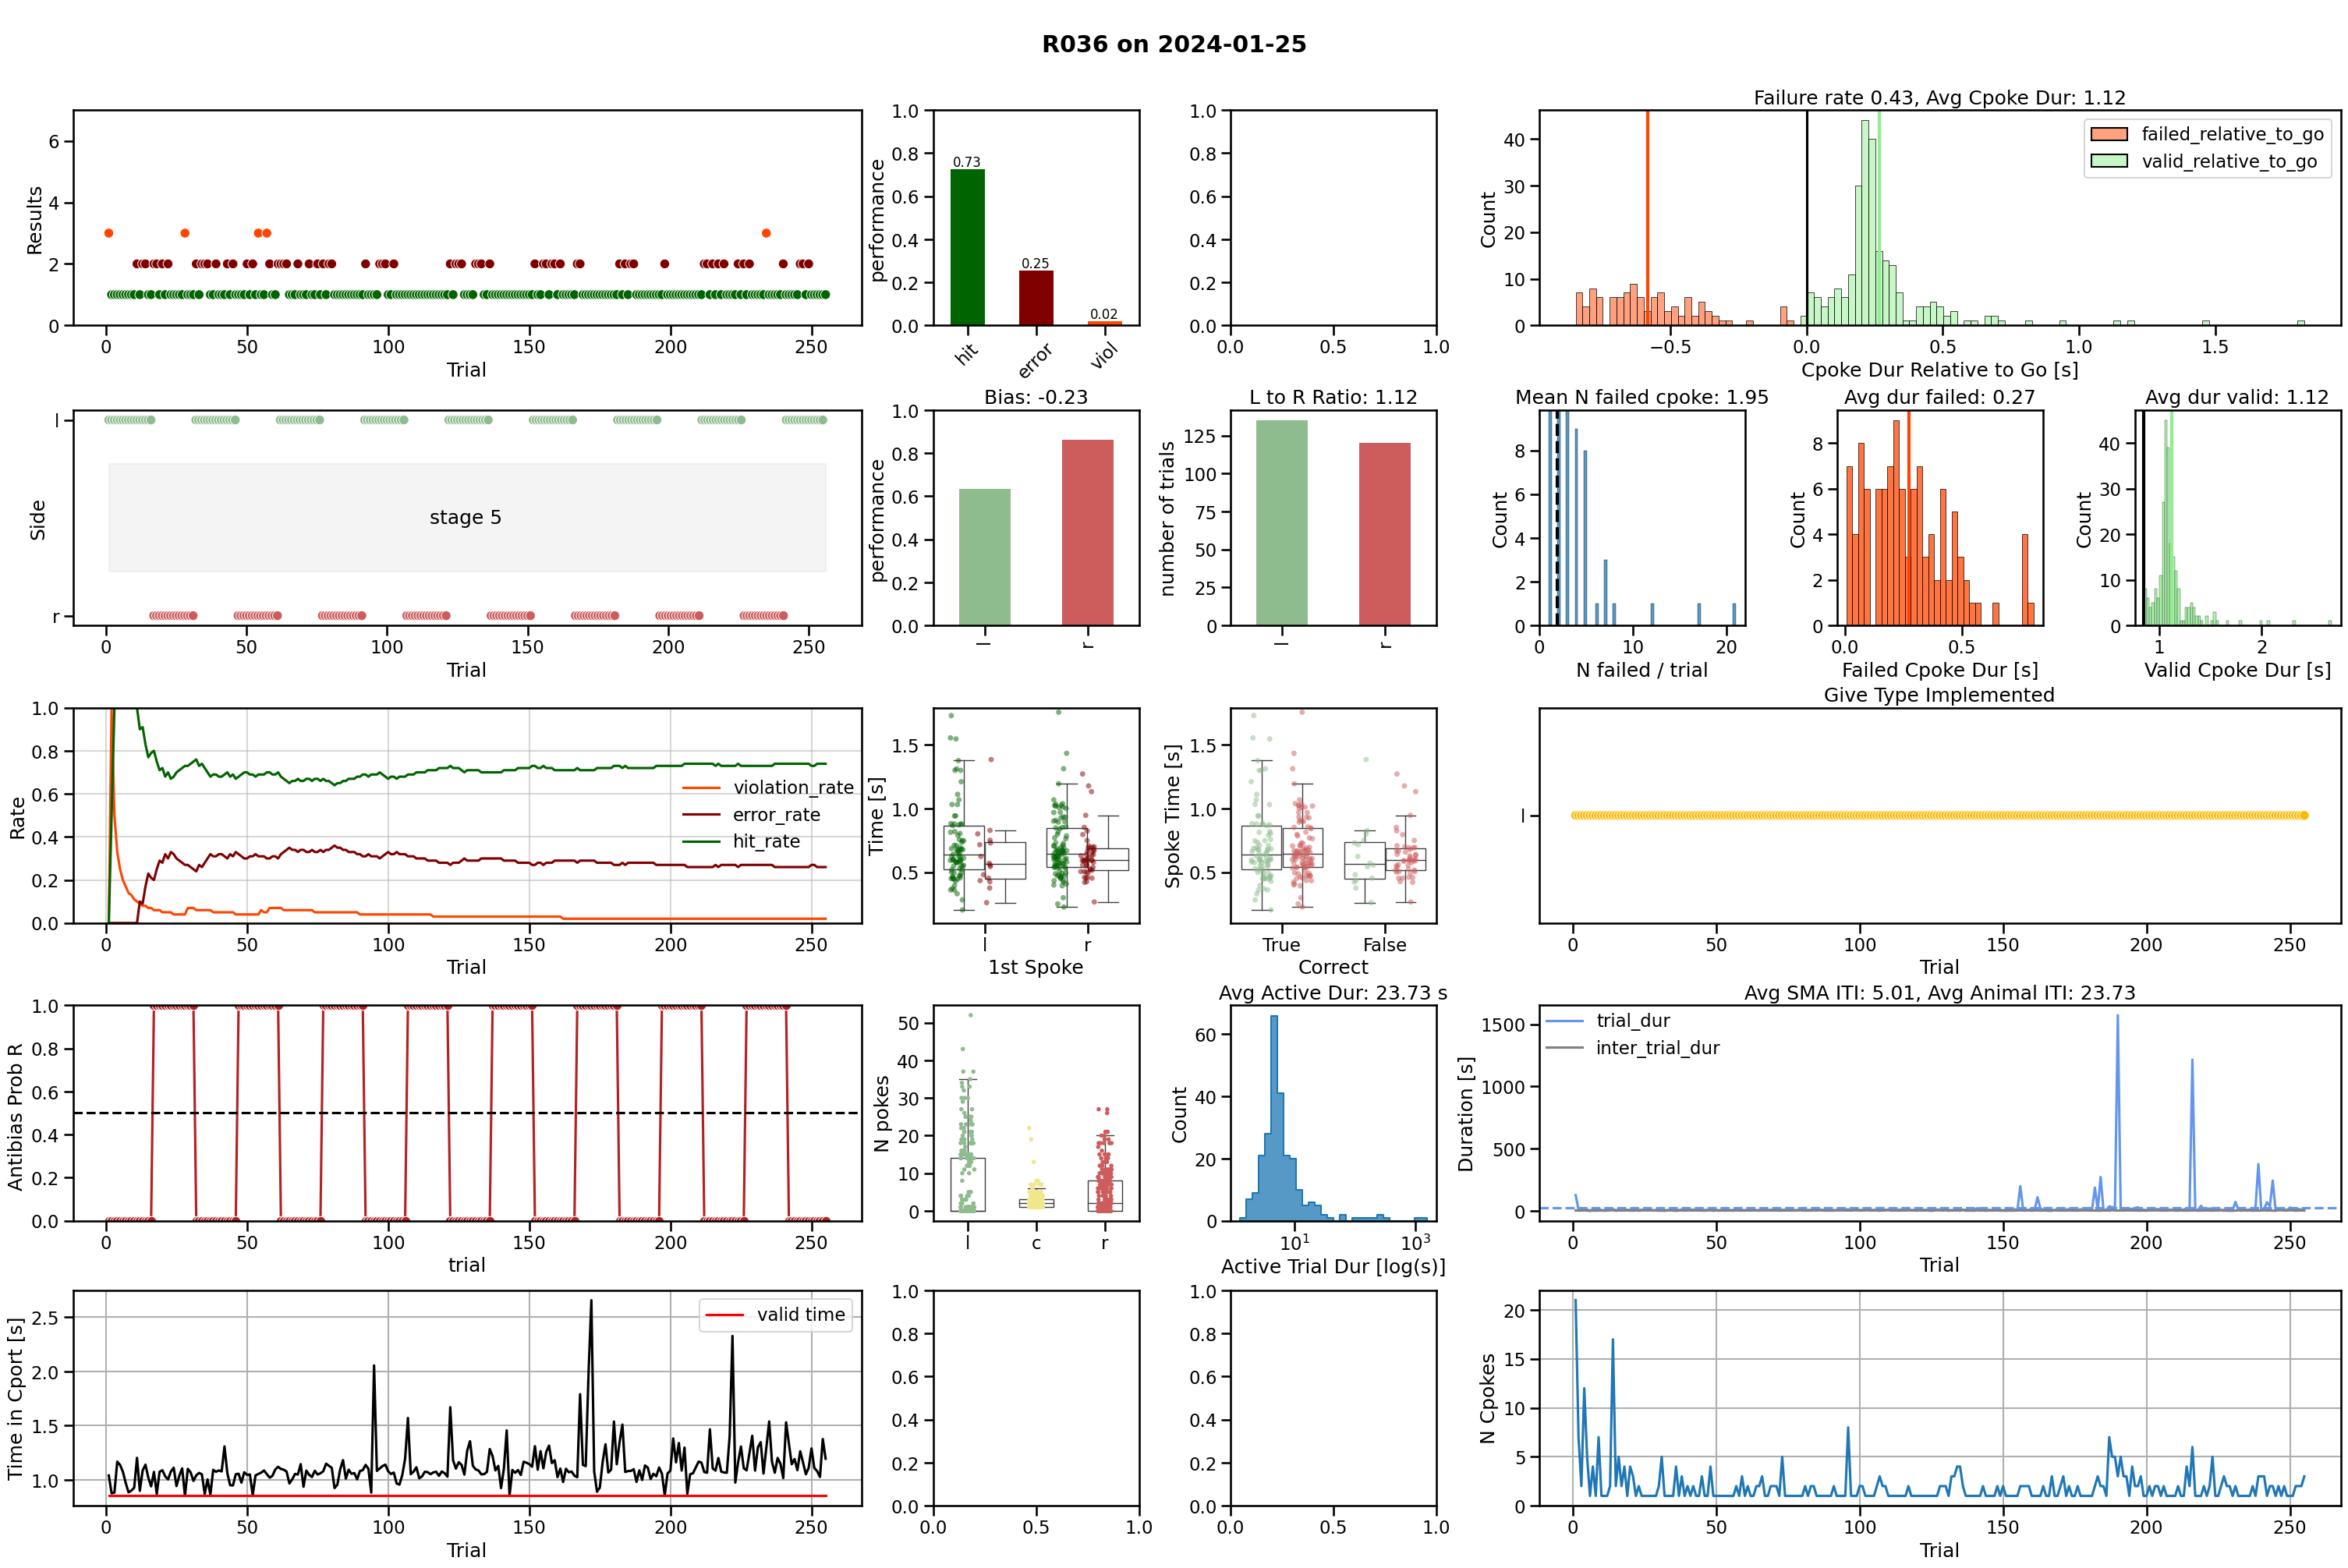 R036 on 2024-01-25
Results
6
4
2
0
0
50
100
150
200
250
Trial
performance
1.0
0.8
0.6
0.4
0.2
0.0
0.73
0.25
0.02
hit
error
viol
1.0
0.8
0.6
0.4
0.2
0.0
0.0
0.5
1.0
Failure rate 0.43, Avg Cpoke Dur: 1.12
Count
40
30
20
10
0
failed_relative_to_go
valid_relative_to_go
−0.5
0.0
0.5
1.0
1.5
Cpoke Dur Relative to Go [s]
Side
l
r
stage 5
0
50
100
150
200
250
Trial
Bias: -0.23
performance
1.0
0.8
0.6
0.4
0.2
0.0
l
r
L to R Ratio: 1.12
number of trials
125
100
75
50
25
0
l
r
Mean N failed cpoke: 1.95
Count
8
6
4
2
0
0
10
20
N failed / trial
Avg dur failed: 0.27
Count
8
6
4
2
0
0.0
0.5
Failed Cpoke Dur [s]
Avg dur valid: 1.12
Count
40
30
20
10
0
1
2
Valid Cpoke Dur [s]
Rate
1.0
0.8
0.6
0.4
0.2
0.0
violation_rate
error_rate
hit_rate
0
50
100
150
200
250
Trial
Time [s]
1.5
1.0
0.5
l
r
1st Spoke
Spoke Time [s]
1.5
1.0
0.5
True
False
Correct
Give Type Implemented
l
0
50
100
150
200
250
Trial
Antibias Prob R
1.0
0.8
0.6
0.4
0.2
0.0
0
50
100
150
200
250
trial
N pokes
50
40
30
20
10
0
l
c
r
Avg Active Dur: 23.73 s
Count
60
40
20
0
10^1
10^3
Active Trial Dur [log(s)]
Avg SMA ITI: 5.01, Avg Animal ITI: 23.73
Duration [s]
1500
1000
500
0
trial_dur
inter_trial_dur
0
50
100
150
200
250
Trial
Time in Cport [s]
2.5
2.0
1.5
1.0
valid time
0
50
100
150
200
250
Trial
1.0
0.8
0.6
0.4
0.2
0.0
0.0
0.5
1.0
1.0
0.8
0.6
0.4
0.2
0.0
0.0
0.5
1.0
N Cpokes
20
15
10
5
0
0
50
100
150
200
250
Trial